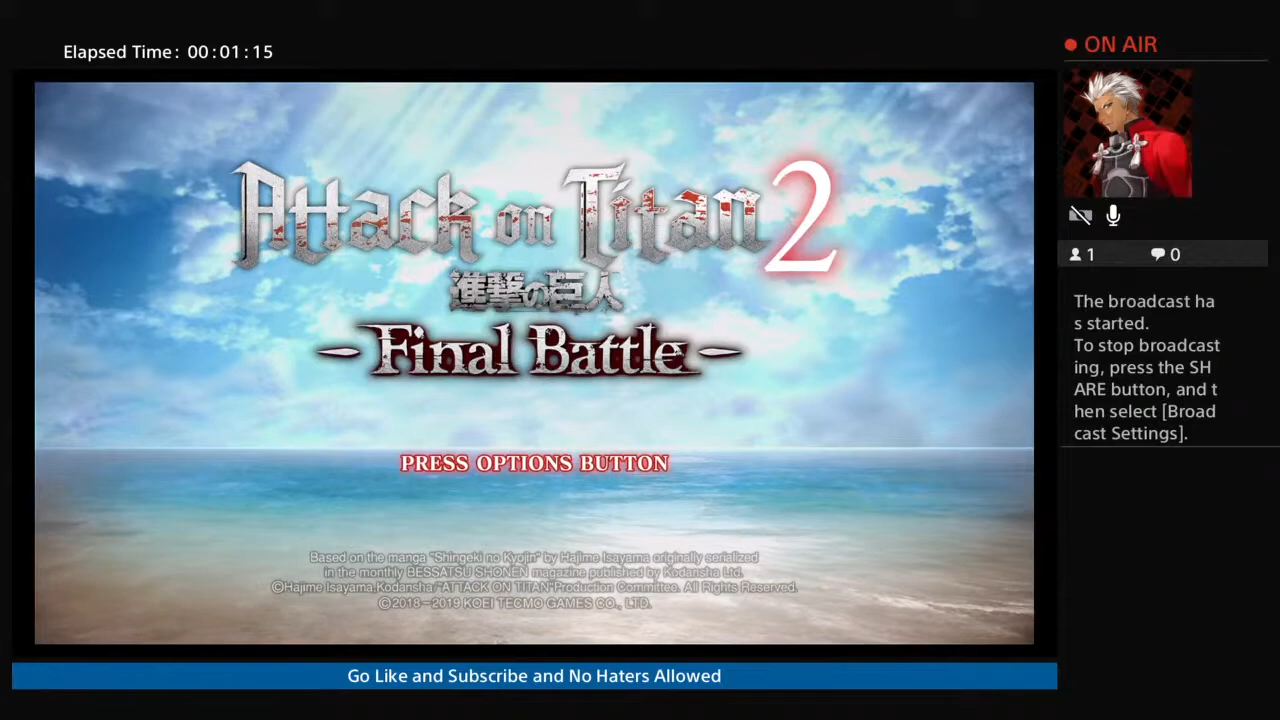 Elapsed Time: 00:01:15
ON AIR
1
0
Attack on Titan 2
進撃の巨人
-Final Battle-
PRESS OPTIONS BUTTON
Based on the manga "Shingeki no Kyojin" by Hajime Isayama originally serialized
in the monthly BESSATSU SHONEN magazine published by Kodansha Ltd.
©Hajime Isayama,Kodansha/"ATTACK ON TITAN"Production Committee. All Rights Reserved.
©2018-2019 KOEI TECMO GAMES CO., LTD.
The broadcast ha
s started.
To stop broadcast
ing, press the SH
ARE button, and t
hen select [Broad
cast Settings].
Go Like and Subscribe and No Haters Allowed